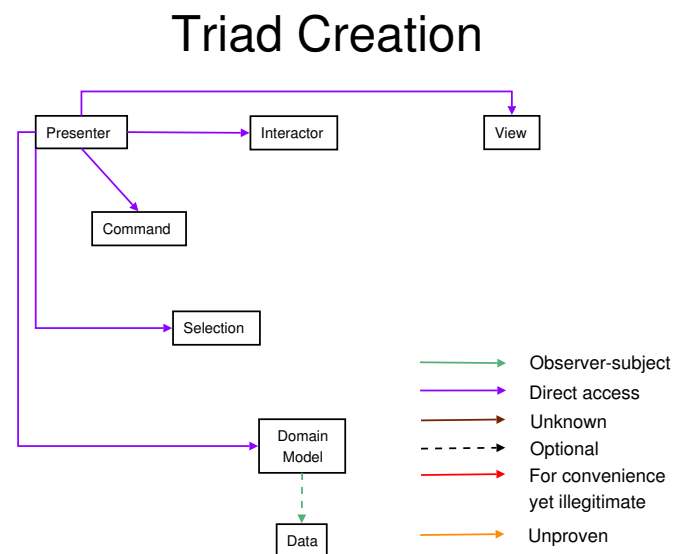 Triad Creation
Presenter
Interactor
View
Command
Selection
Domain
Model
Data
Observer-subject
Direct access
Unknown
Optional
For convenience
yet illegitimate
Unproven